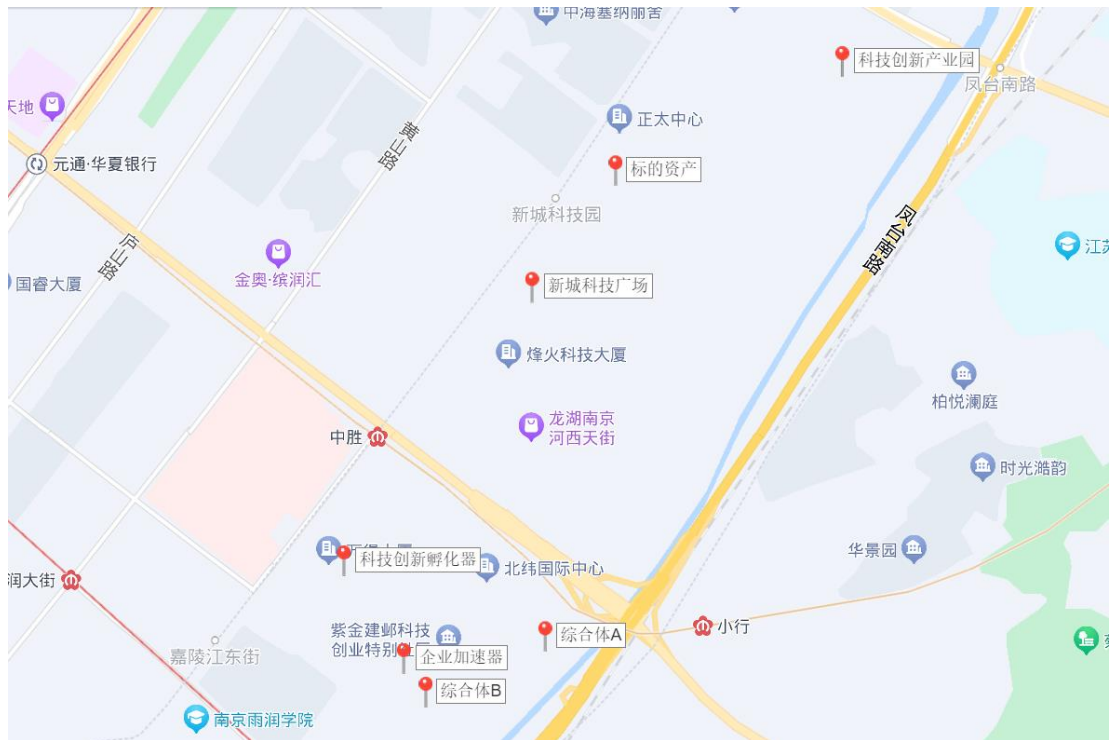 中海塞纳丽舍
科技创新产业园
凤台南路
天地
正太中心
黄山路
元通·华夏银行
标的资产
新城科技园
凤台南路
庐山路
江苏
金奥·缤润汇
国睿大厦
新城科技广场
烽火科技大厦
柏悦澜庭
龙湖南京
河西天街
中胜
时光澔韵
科技创新孵化器
华景园
北纬国际中心
润大街
小行
紫金建邺科技
创业特别社区
综合体A
嘉陵江东街
企业加速器
综合体B
南京雨润学院